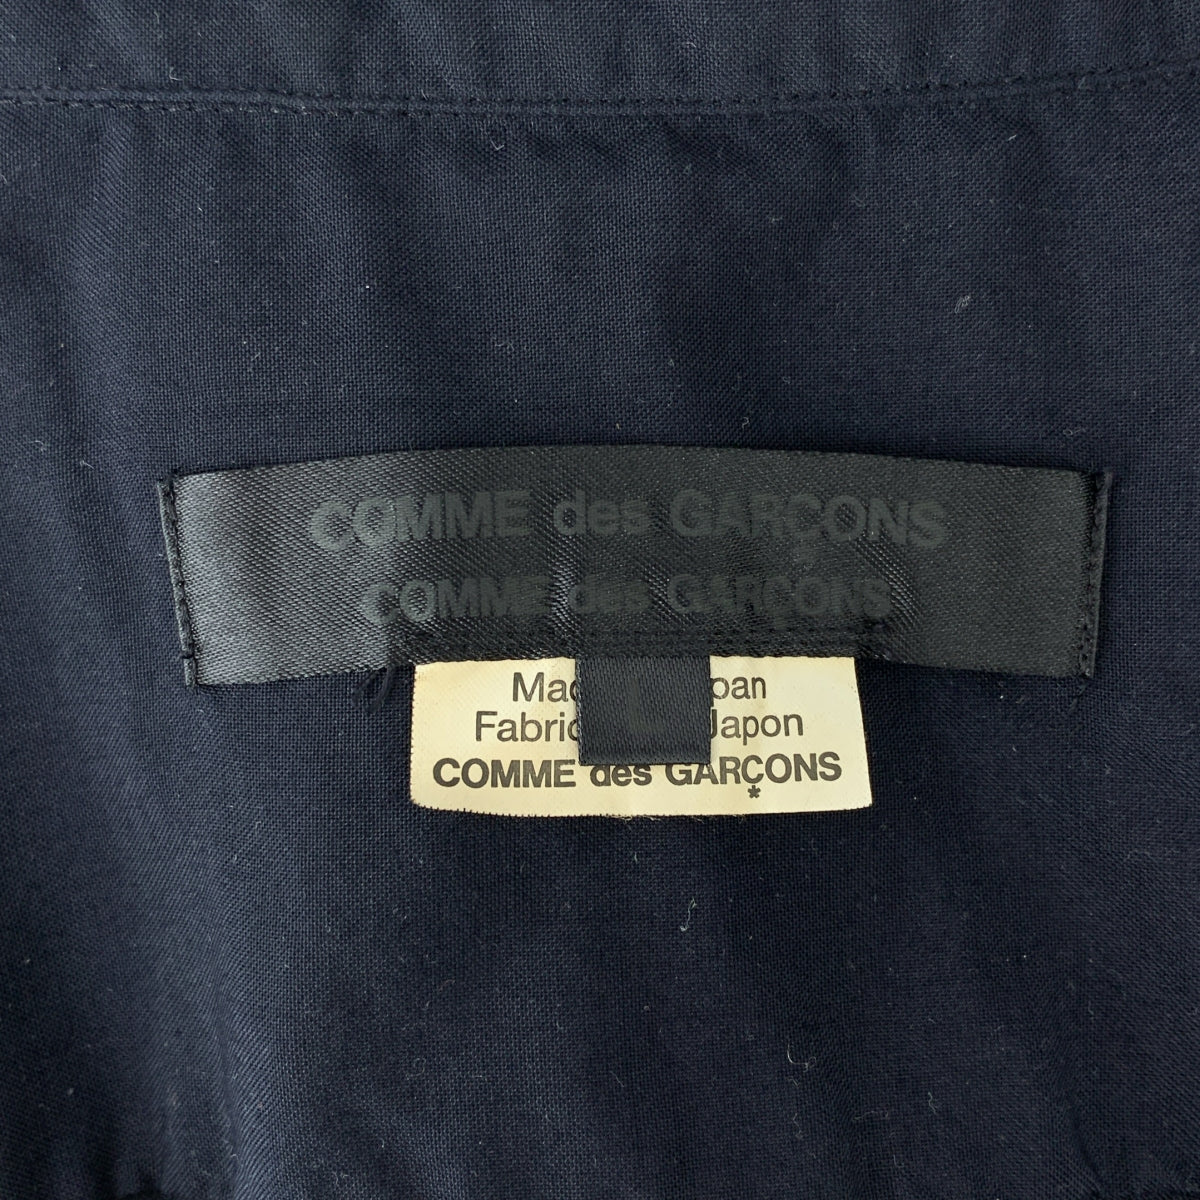 COMME des GARÇONS
COMME des GARÇONS
L
Mad pan
Fabric Japon
COMME des GARÇONS
*